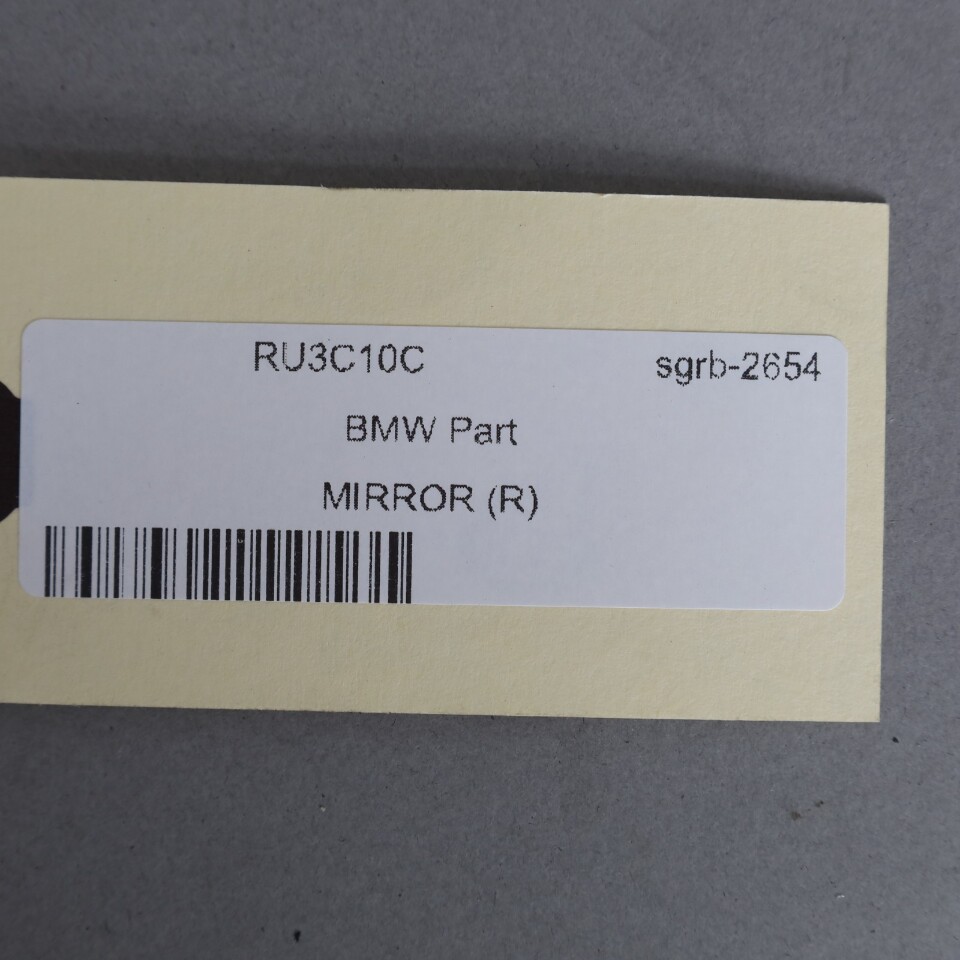 RU3C10C sgrb-2654
BMW Part
MIRROR (R)